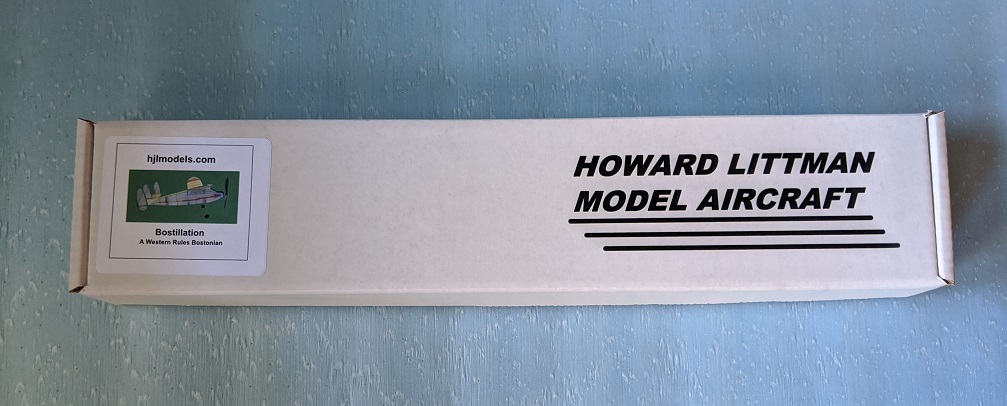 hjlmodels.com
Bostillation
A Western Rules Bostonian
HOWARD LITTMAN
MODEL AIRCRAFT